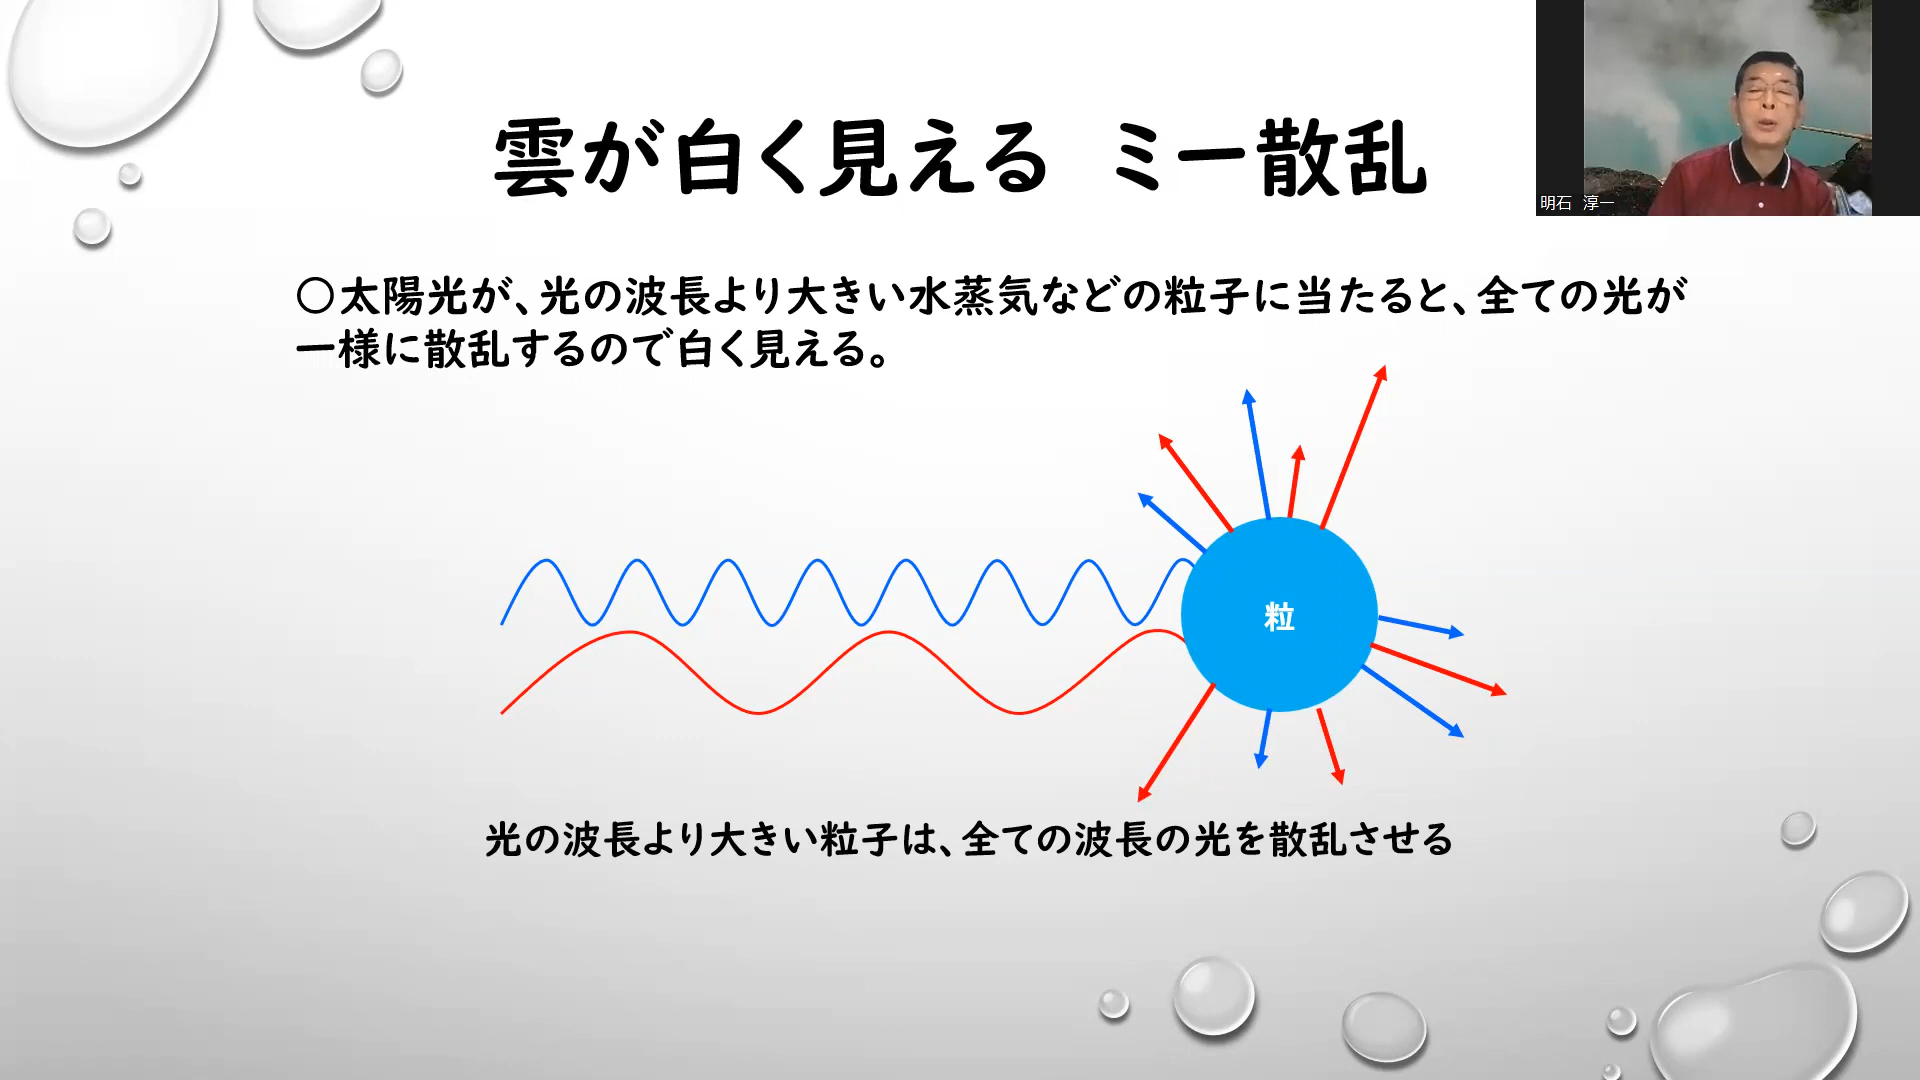 雲が白く見える　ミー散乱
明石　淳一
〇太陽光が、光の波長より大きい水蒸気などの粒子に当たると、全ての光が
一様に散乱するので白く見える。
粒
光の波長より大きい粒子は、全ての波長の光を散乱させる